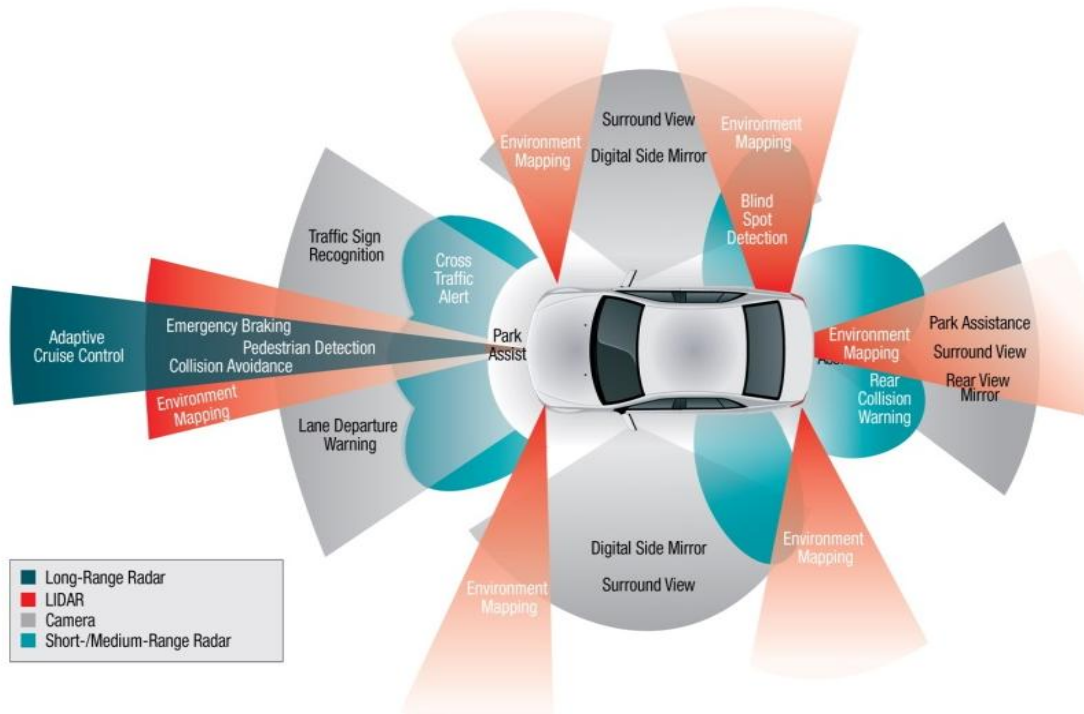 Environment
Mapping
Surround View
Digital Side Mirror
Environment
Mapping
Blind
Spot
Detection
Traffic Sign
Recognition
Cross
Traffic
Alert
Adaptive
Cruise Control
Emergency Braking
Pedestrian Detection
Collision Avoidance
Environment
Mapping
Lane Departure
Warning
Park
Assist
Environment
Mapping
Rear
Collision
Warning
Park Assistance
Surround View
Rear View
Mirror
Environment
Mapping
Digital Side Mirror
Surround View
Environment
Mapping
Long-Range Radar
LIDAR
Camera
Short-/Medium-Range Radar